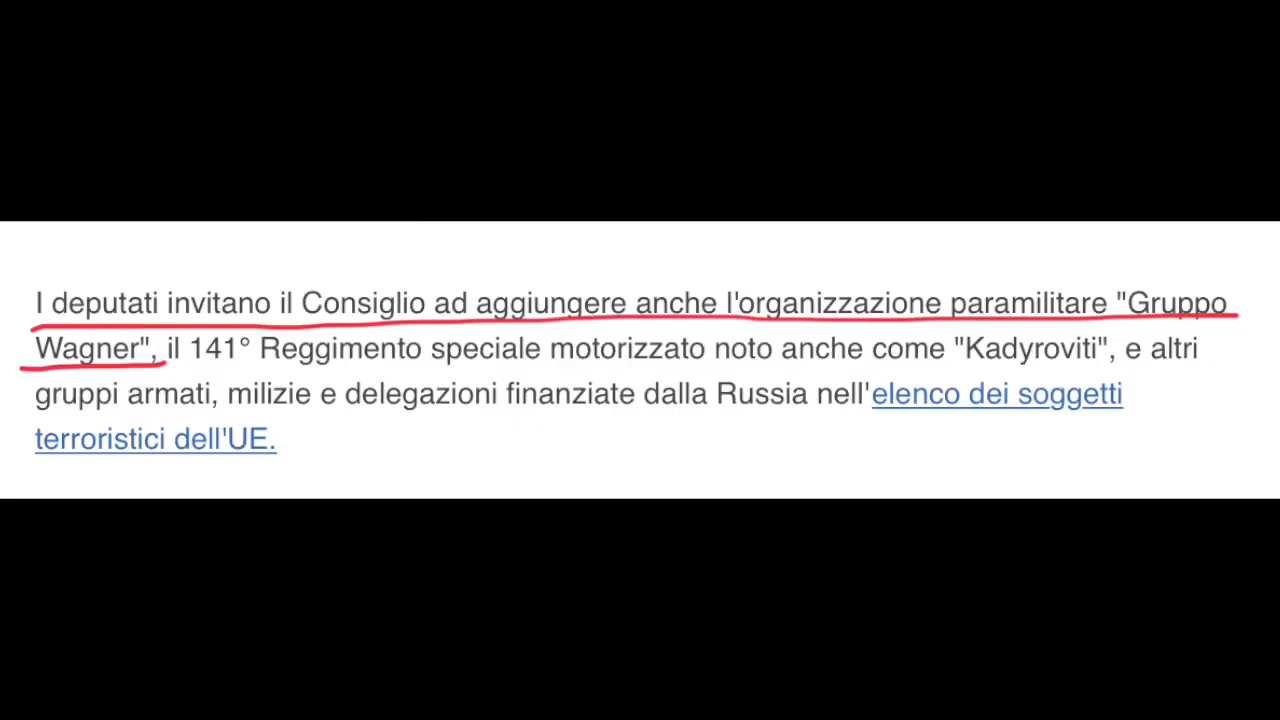 I deputati invitano il Consiglio ad aggiungere anche l'organizzazione paramilitare "Gruppo
Wagner", il 141° Reggimento speciale motorizzato noto anche come "Kadyroviti", e altri
gruppi armati, milizie e delegazioni finanziate dalla Russia nell'elenco dei soggetti
terroristici dell'UE.